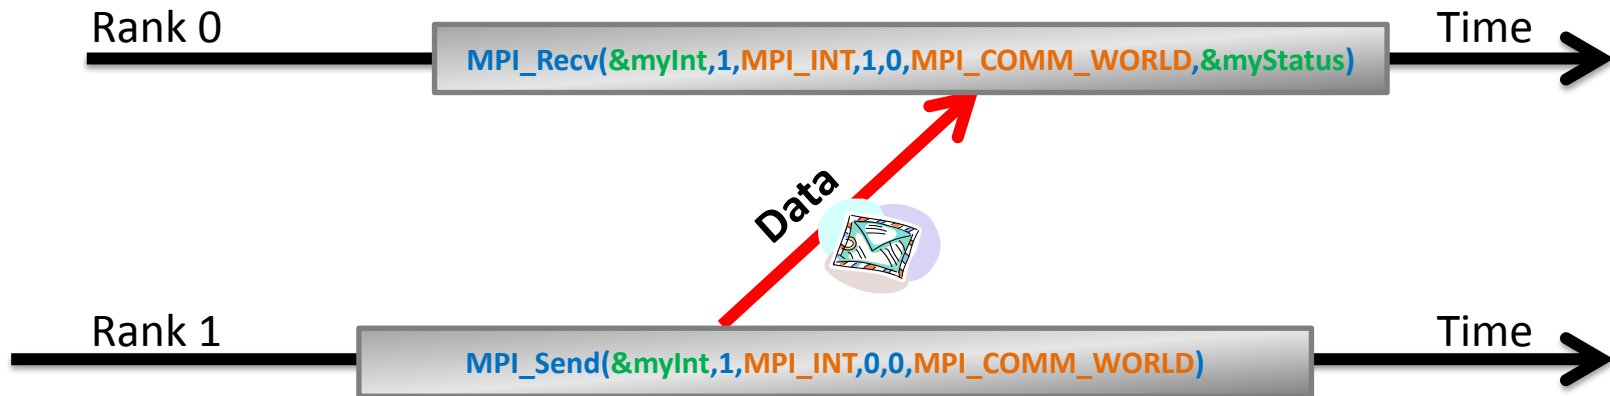 Rank 0
Time
MPI_Recv(&myInt,1,MPI_INT,1,0,MPI_COMM_WORLD,&myStatus)
Data
Rank 1
Time
MPI_Send(&myInt,1,MPI_INT,0,0,MPI_COMM_WORLD)